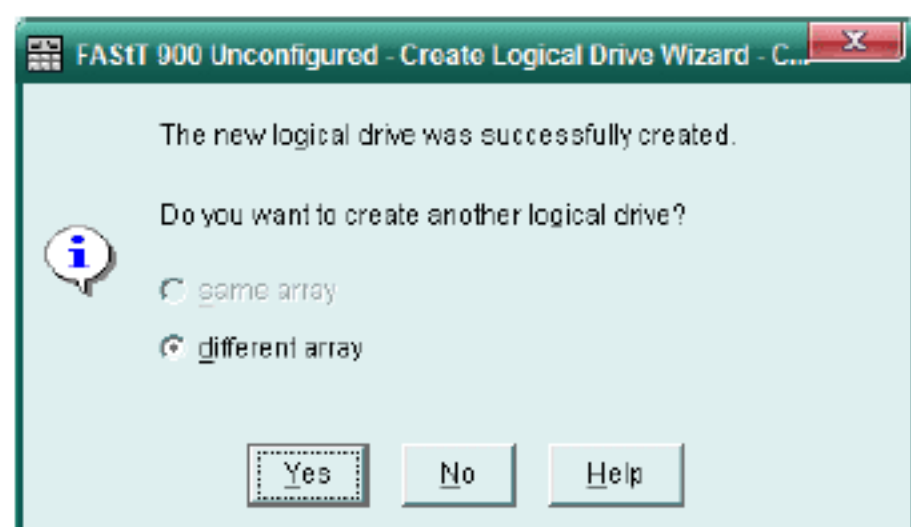 FAStT 900 Unconfigured - Create Logical Drive Wizard - C...
The new logical drive was successfully created.
Do you want to create another logical drive?
same array
different array
Yes No Help